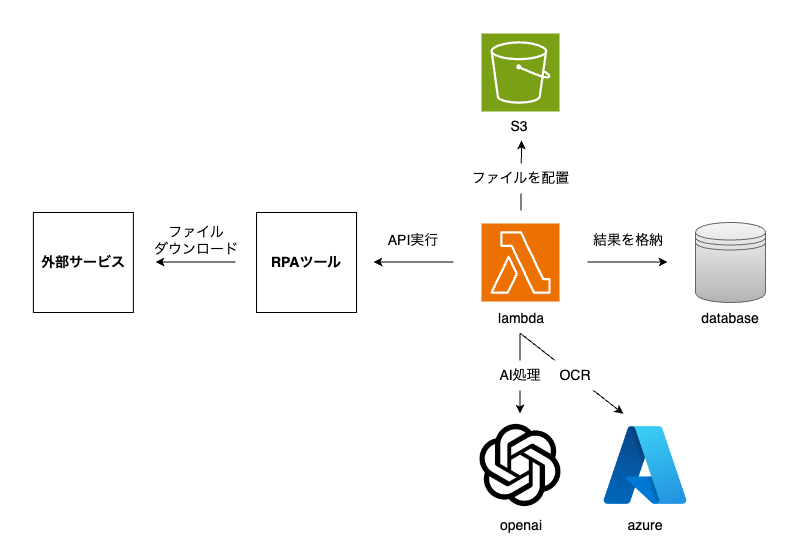 S3
ファイルを配置
外部サービス
ファイル
ダウンロード
RPAツール
API実行
lambda
結果を格納
database
AI処理
OCR
openai
azure